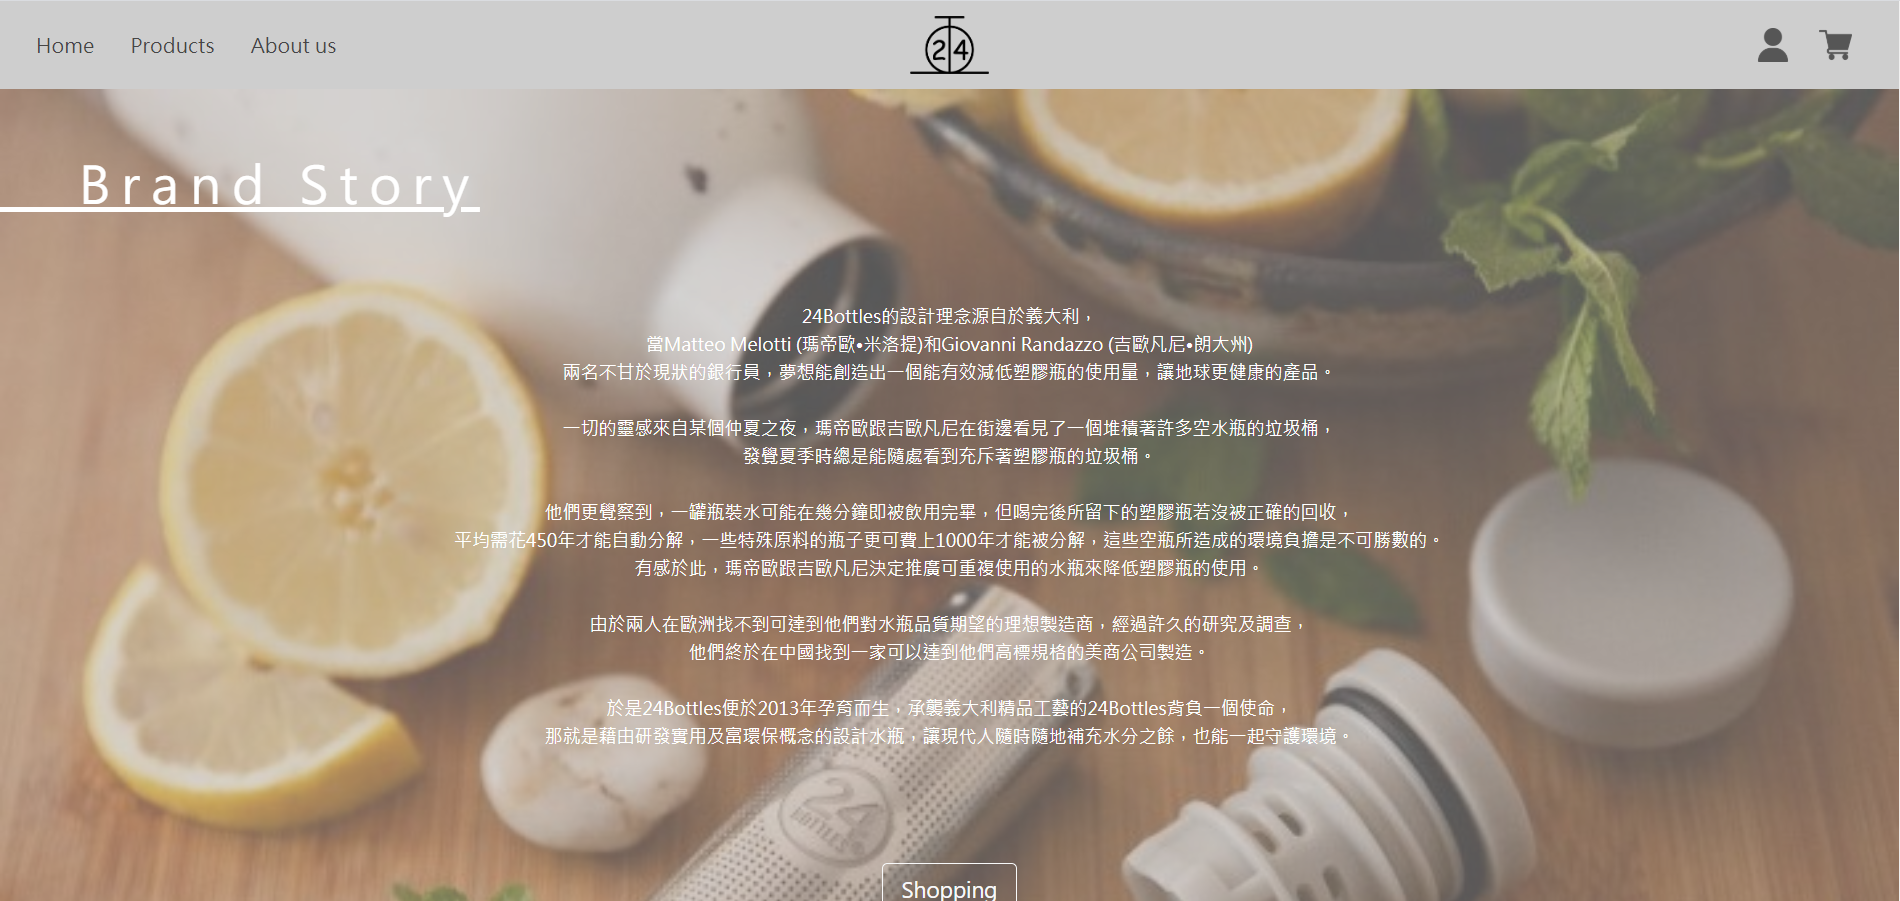 Home Products About us
24
Brand Story
24Bottles的設計理念源自於義大利，
當Matteo Melotti (瑪帝歐•米洛提)和Giovanni Randazzo (吉歐凡尼•朗大州)
兩名不甘於現狀的銀行員，夢想能創造出一個能有效減低塑膠瓶的使用量，讓地球更健康的產品。
一切的靈感來自某個仲夏之夜，瑪帝歐跟吉歐凡尼在街邊看見了一個堆積著許多空水瓶的垃圾桶，
發覺夏季時總是能隨處看到充斥著塑膠瓶的垃圾桶。
他們更覺察到，一罐瓶裝水可能在幾分鐘即被飲用完畢，但喝完後所留下的塑膠瓶若沒被正確的回收，
平均需花450年才能自動分解，一些特殊原料的瓶子更可費上1000年才能被分解，這些空瓶所造成的環境負擔是不可勝數的。
有感於此，瑪帝歐跟吉歐凡尼決定推廣可重複使用的水瓶來降低塑膠瓶的使用。
由於兩人在歐洲找不到可達到他們對水瓶品質期望的理想製造商，經過許久的研究及調查，
他們終於在中國找到一家可以達到他們高標規格的美商公司製造。
於是24Bottles便於2013年孕育而生，承襲義大利精品工藝的24Bottles背負一個使命，
那就是藉由研發實用及富環保概念的設計水瓶，讓現代人隨時隨地補充水分之餘，也能一起守護環境。
24
BOTTLES
Shopping